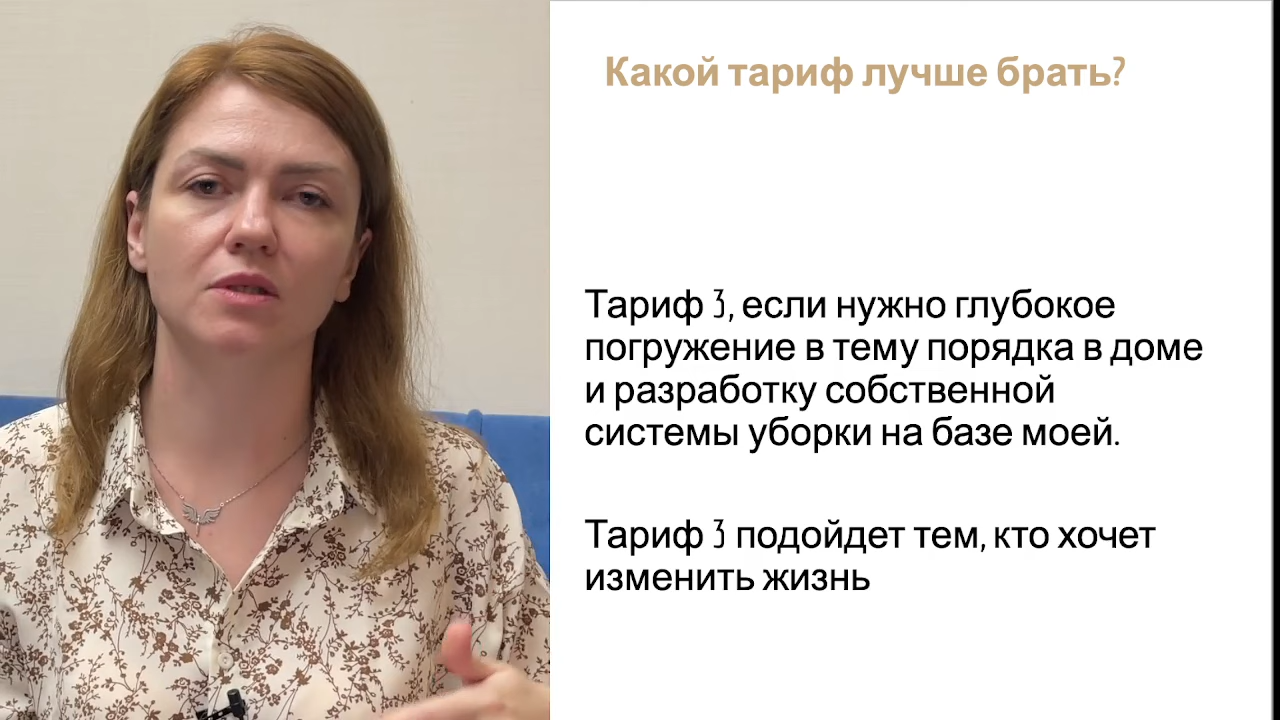 Какой тариф лучше брать?
Тариф 3, если нужно глубокое
погружение в тему порядка в доме
и разработку собственной
системы уборки на базе моей.
Тариф 3 подойдет тем, кто хочет
изменить жизнь